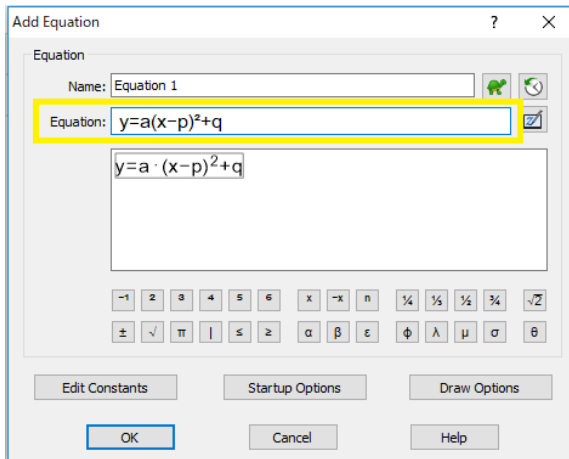 Add Equation ? ×
Equation
Name: Equation 1
Equation: y=a(x-p)²+q
y=a·(x-p)²+q
⁻¹ ² ³ ⁴ ⁵ ⁶ ˣ ⁻ˣ ⁿ ¼ ⅓ ½ ¾ √2
± √ π | ≤ ≥ α β ε ϕ λ μ σ θ
Edit Constants Startup Options Draw Options
OK Cancel Help